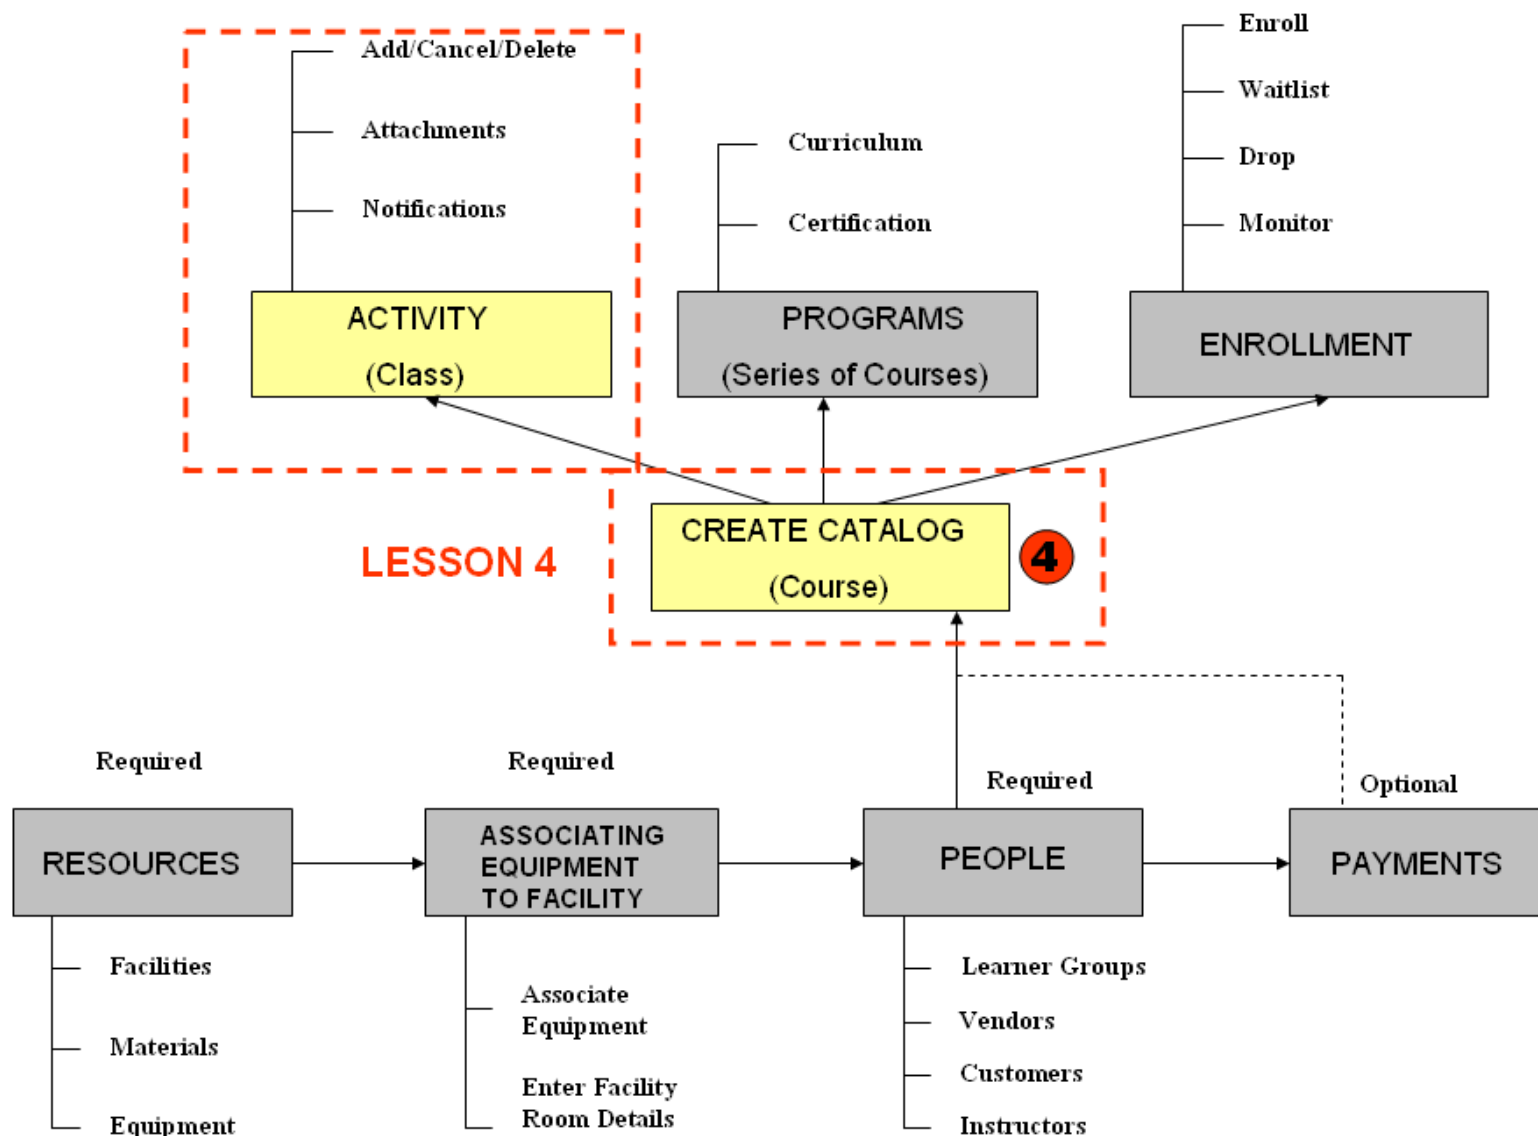 Add/Cancel/Delete
Attachments
Notifications
ACTIVITY
(Class)
Curriculum
Certification
PROGRAMS
(Series of Courses)
Enroll
Waitlist
Drop
Monitor
ENROLLMENT
LESSON 4
CREATE CATALOG
(Course)
4
Required
RESOURCES
Facilities
Materials
Equipment
Required
ASSOCIATING
EQUIPMENT
TO FACILITY
Associate
Equipment
Enter Facility
Room Details
Required
PEOPLE
Learner Groups
Vendors
Customers
Instructors
Optional
PAYMENTS